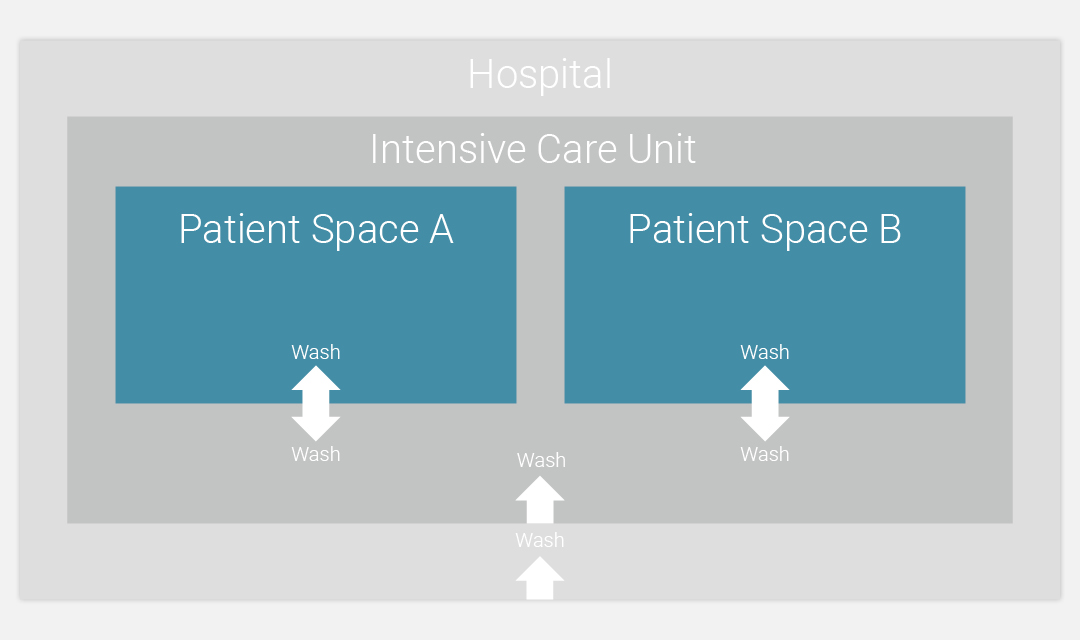 Hospital
Intensive Care Unit
Patient Space A
Patient Space B
Wash
Wash
Wash
Wash
Wash
Wash